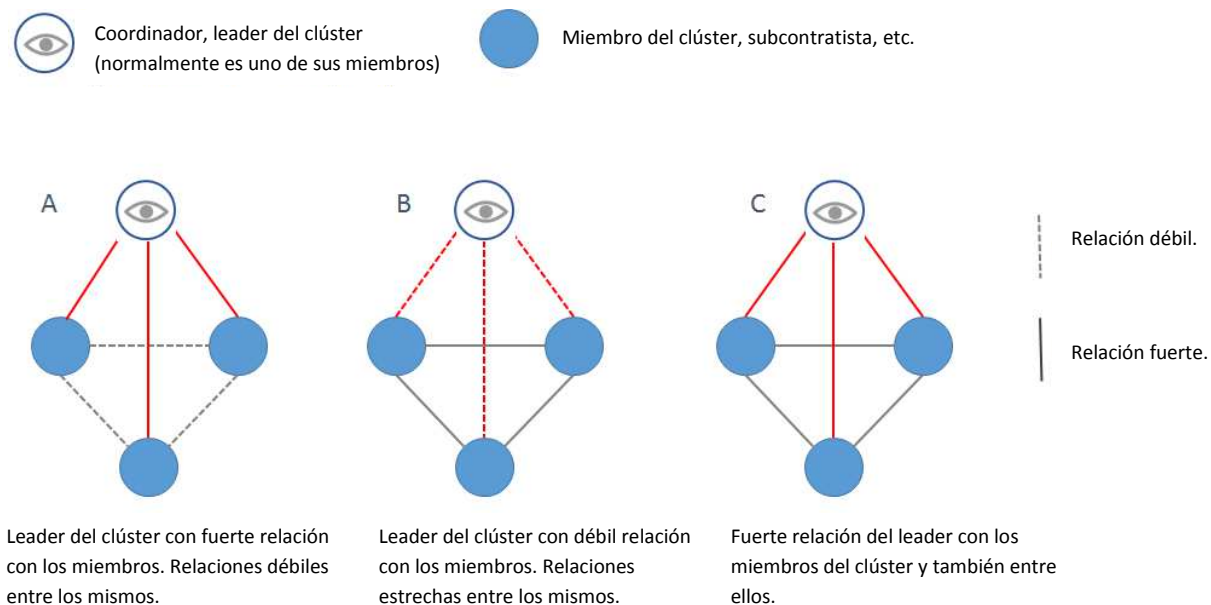 Coordinador, leader del clúster
(normalmente es uno de sus miembros)
Miembro del clúster, subcontratista, etc.
A
B
C
Relación débil.
Relación fuerte.
Leader del clúster con fuerte relación
con los miembros. Relaciones débiles
entre los mismos.
Leader del clúster con débil relación
con los miembros. Relaciones
estrechas entre los mismos.
Fuerte relación del leader con los
miembros del clúster y también entre
ellos.